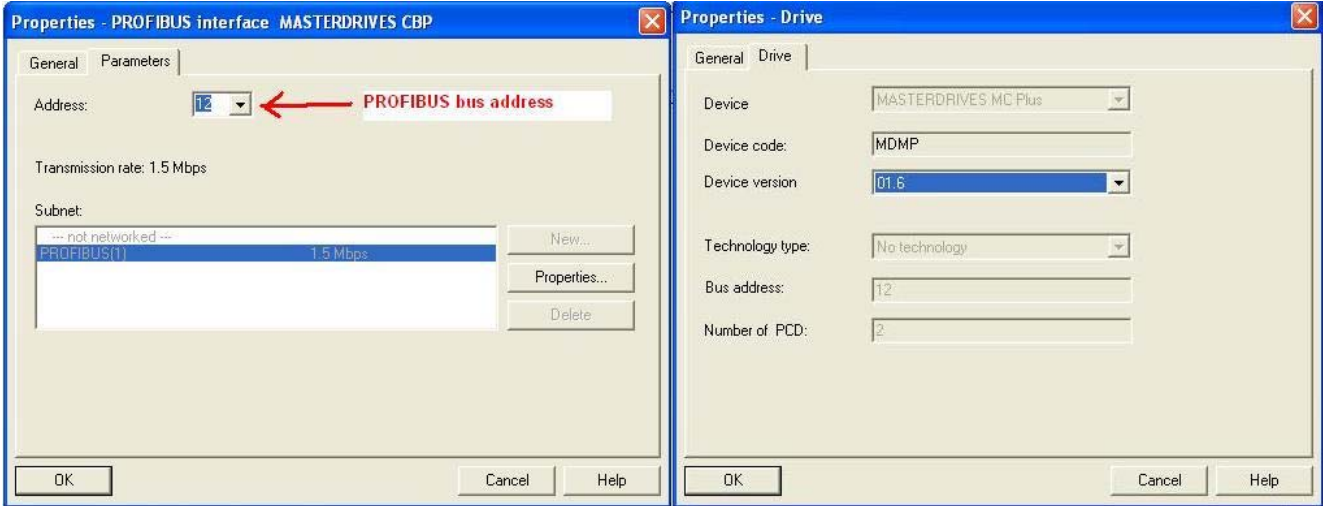 Properties - PROFIBUS interface MASTERDRIVES CBP
General Parameters
Address:
12
PROFIBUS bus address
Transmission rate: 1.5 Mbps
Subnet:
--- not networked ---
PROFIBUS(1) 1.5 Mbps
New...
Properties...
Delete
OK Cancel Help
Properties - Drive
General Drive
Device MASTERDRIVES MC Plus
Device code: MDMP
Device version 01.6
Technology type: No technology
Bus address: 12
Number of PCD: 2
OK Cancel Help